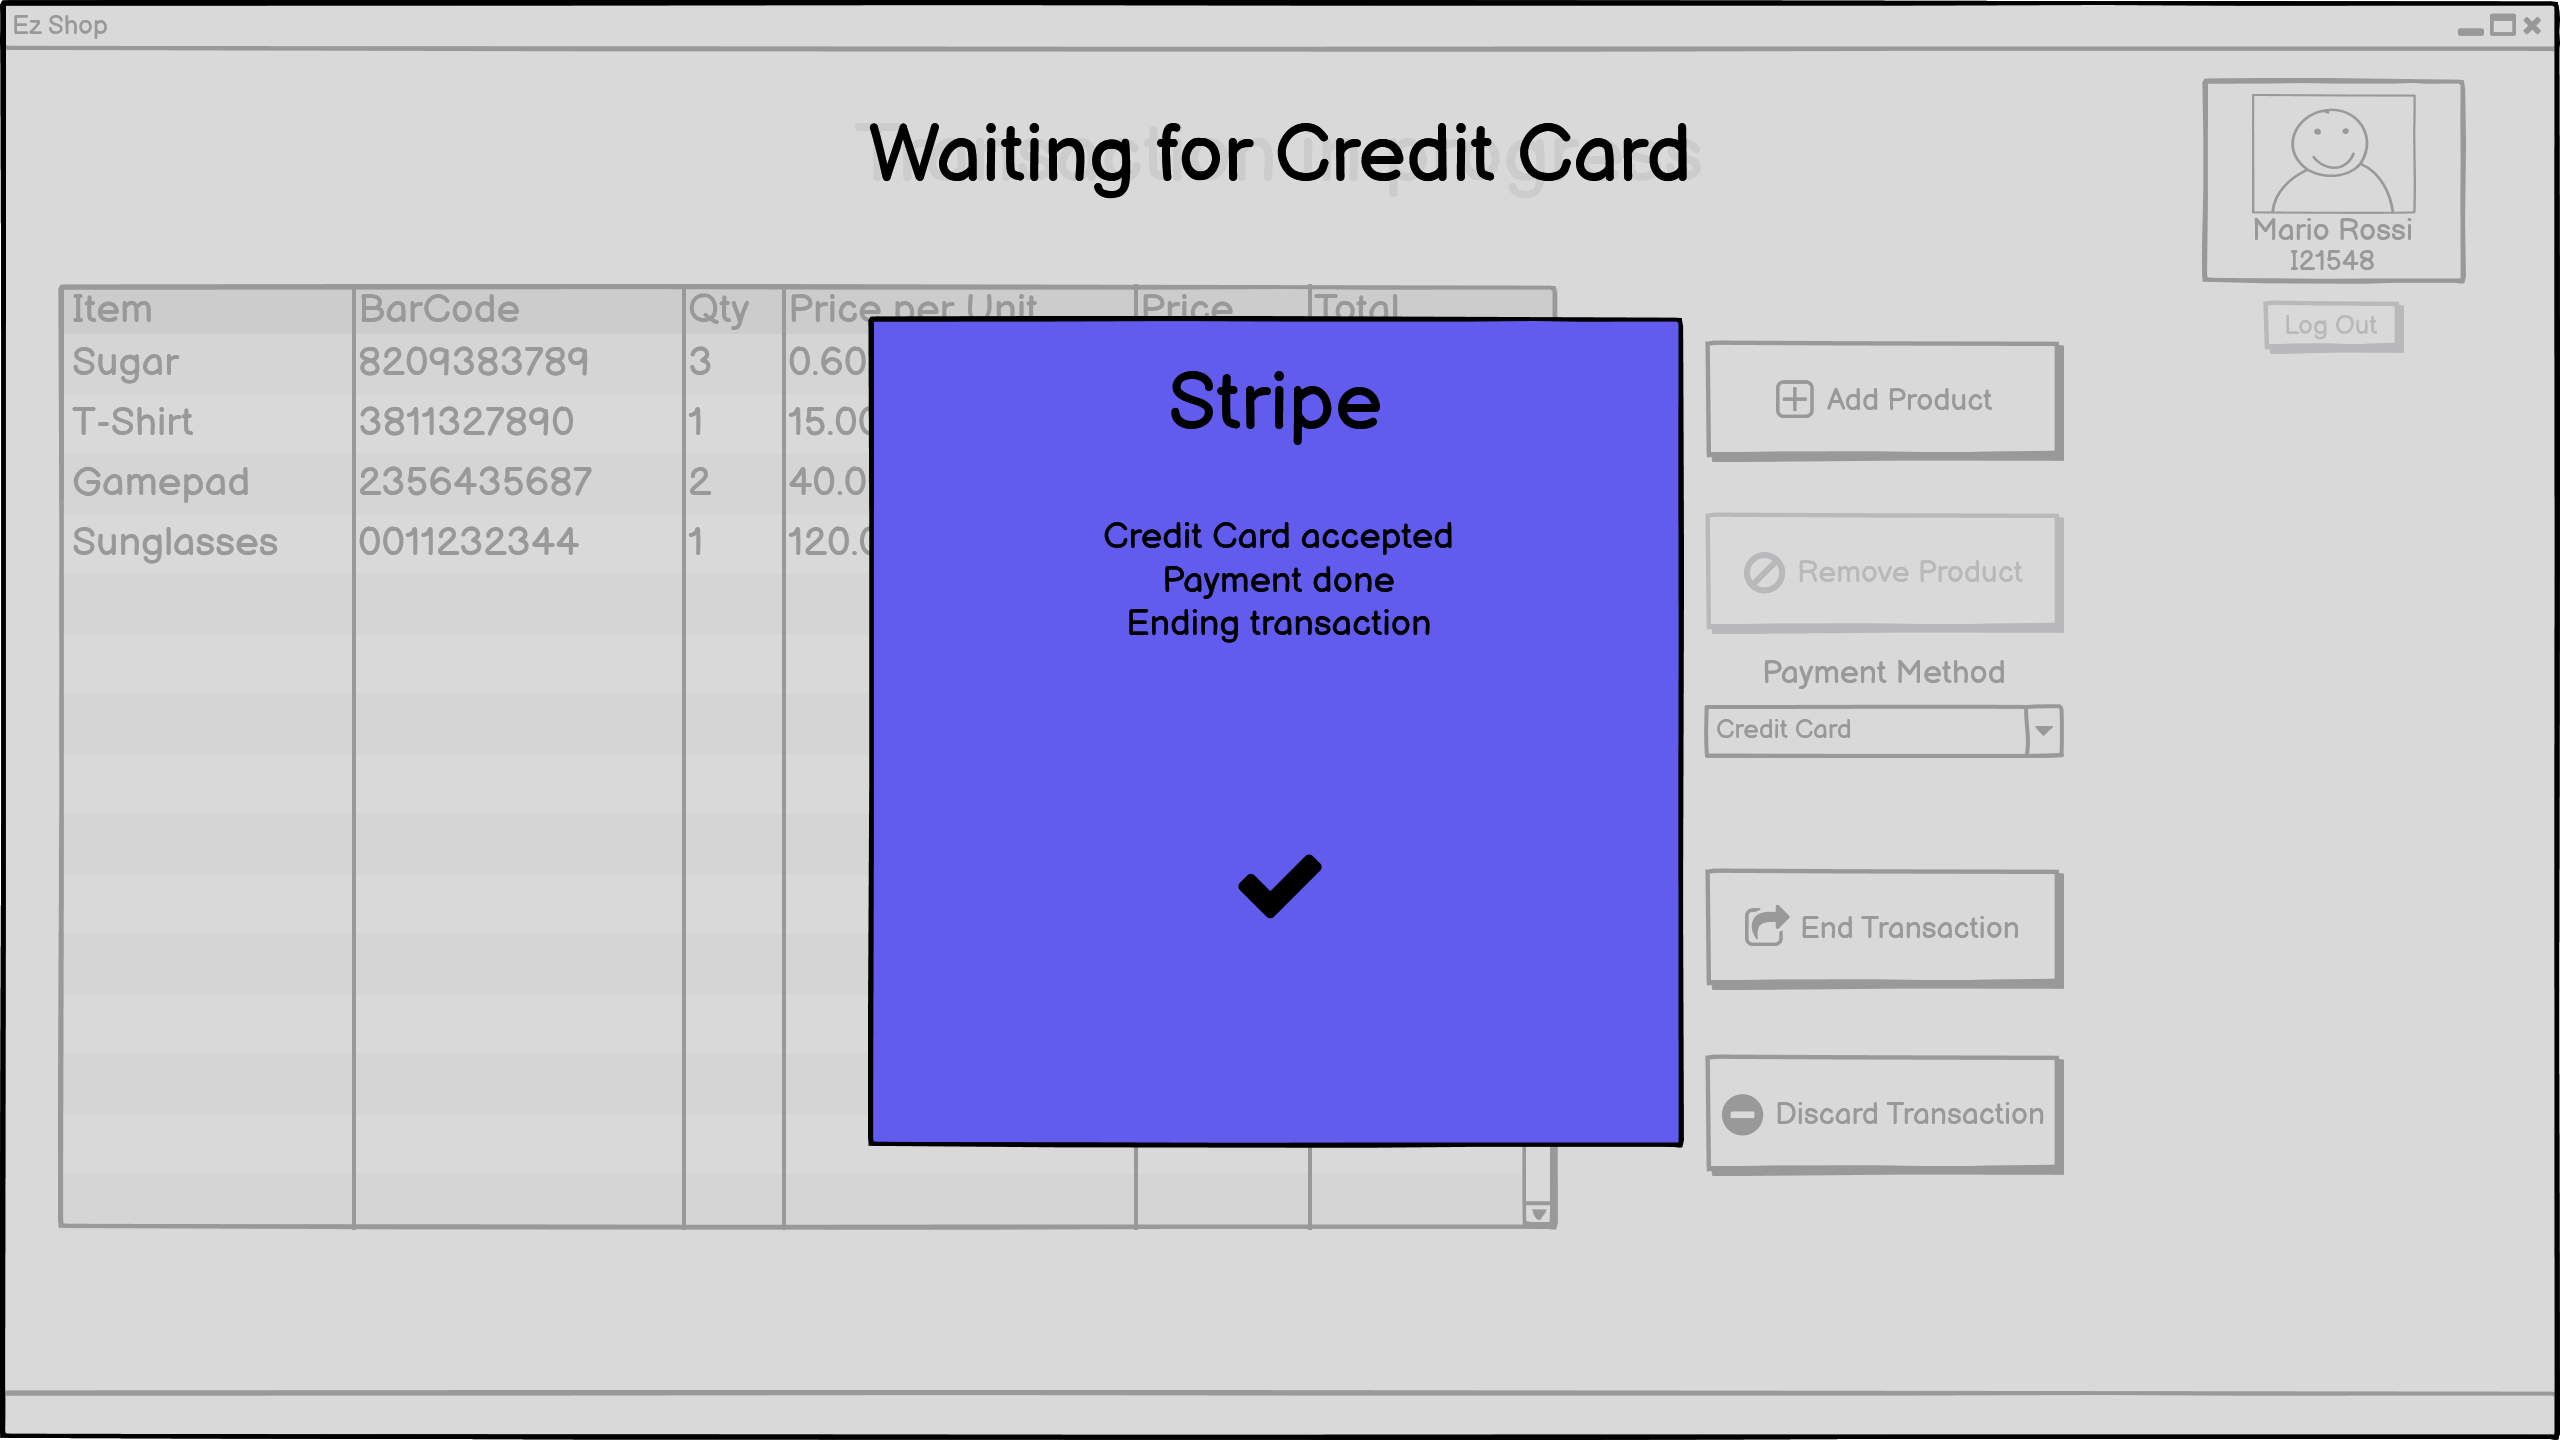 Ez Shop
Waiting for Credit Card
Mario Rossi
I21548
Log Out
Item BarCode Qty Price per Unit Price Total
Sugar 8209383789 3 0.60
T-Shirt 3811327890 1 15.00
Gamepad 2356435687 2 40.0
Sunglasses 0011232344 1 120.0
Stripe
Credit Card accepted
Payment done
Ending transaction
Add Product
Remove Product
Payment Method
Credit Card
End Transaction
Discard Transaction